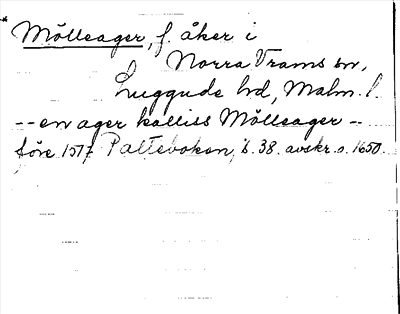 * Mölleager, f. åker i
Norra Vrams sn,
Luggude hd, Malm. l.
-- en ager kalliss Mölleager --
före 1577 Palteboken, s. 38. avskr. o. 1650.